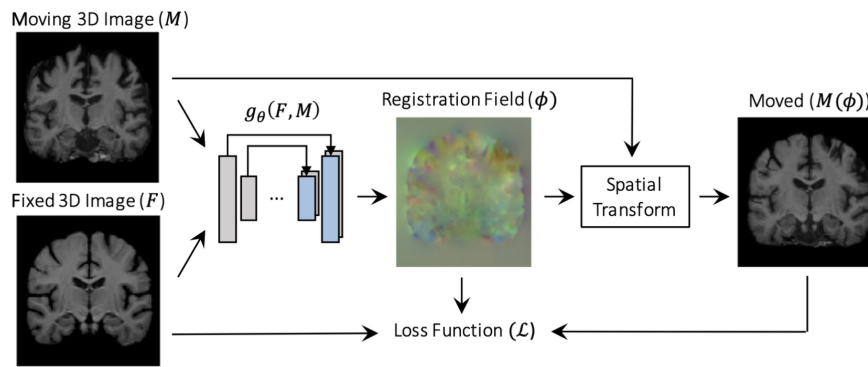 Moving 3D Image (M)
g_θ(F, M)
Registration Field (ϕ)
Moved (M(ϕ))
...
Spatial
Transform
Fixed 3D Image (F)
Loss Function (ℒ)